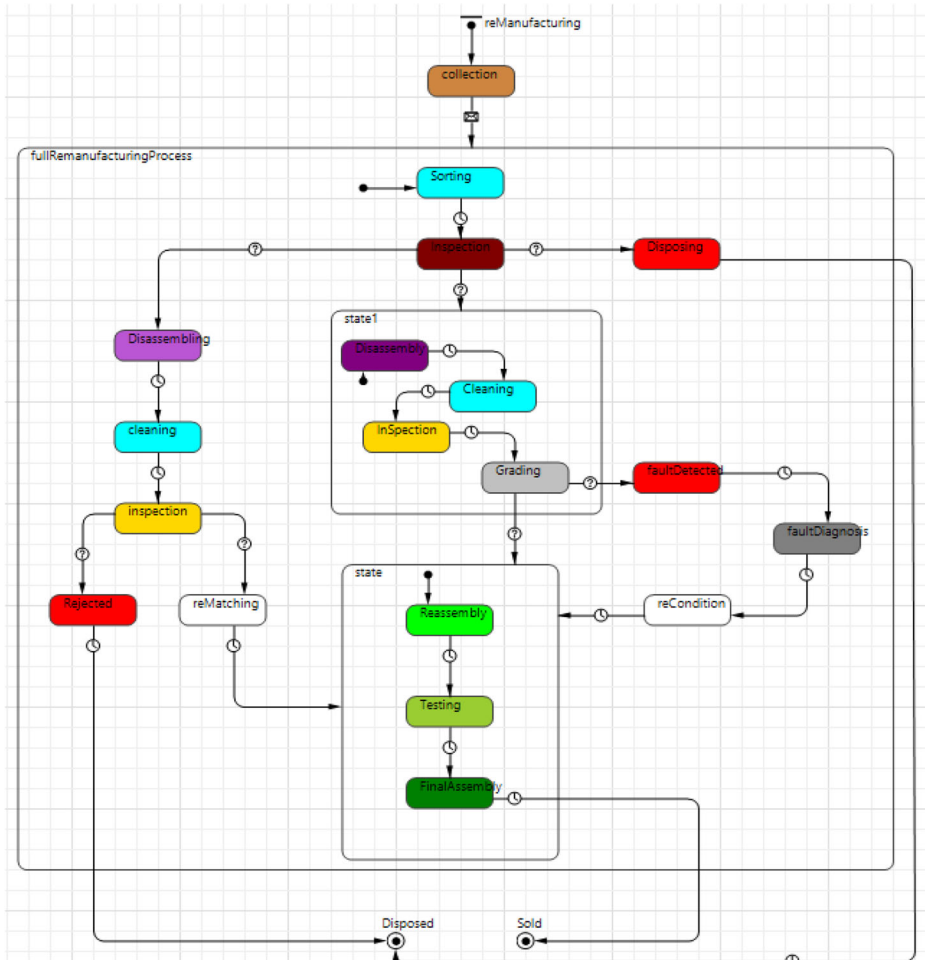 reManufacturing
collection
fullRemanufacturingProcess
Sorting
Inspection
Disposing
state1
Disassembling
Disassembly
Cleaning
cleaning
InSpection
Grading
faultDetected
inspection
faultDiagnosis
state
Rejected
reMatching
Reassembly
reCondition
Testing
FinalAssembly
Disposed
Sold